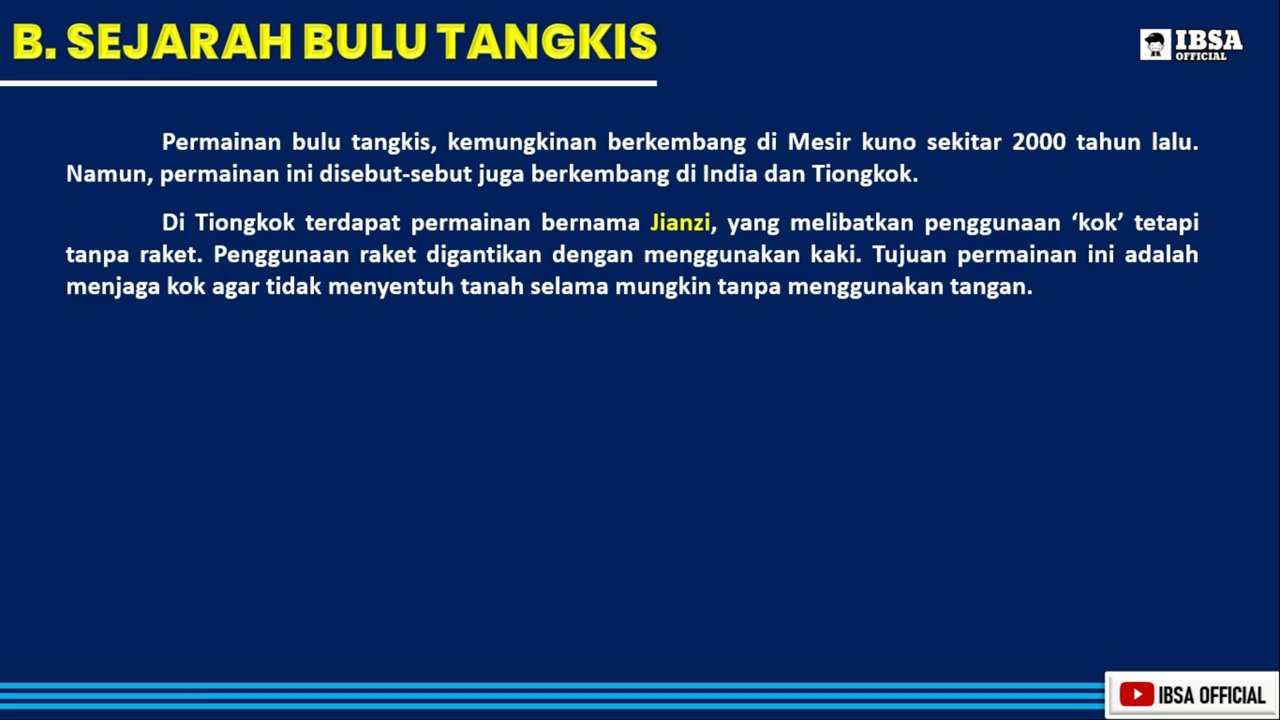 B. SEJARAH BULU TANGKIS
IBSA
OFFICIAL
Permainan bulu tangkis, kemungkinan berkembang di Mesir kuno sekitar 2000 tahun lalu.
Namun, permainan ini disebut-sebut juga berkembang di India dan Tiongkok.
Di Tiongkok terdapat permainan bernama Jianzi, yang melibatkan penggunaan ‘kok’ tetapi
tanpa raket. Penggunaan raket digantikan dengan menggunakan kaki. Tujuan permainan ini adalah
menjaga kok agar tidak menyentuh tanah selama mungkin tanpa menggunakan tangan.
IBSA OFFICIAL